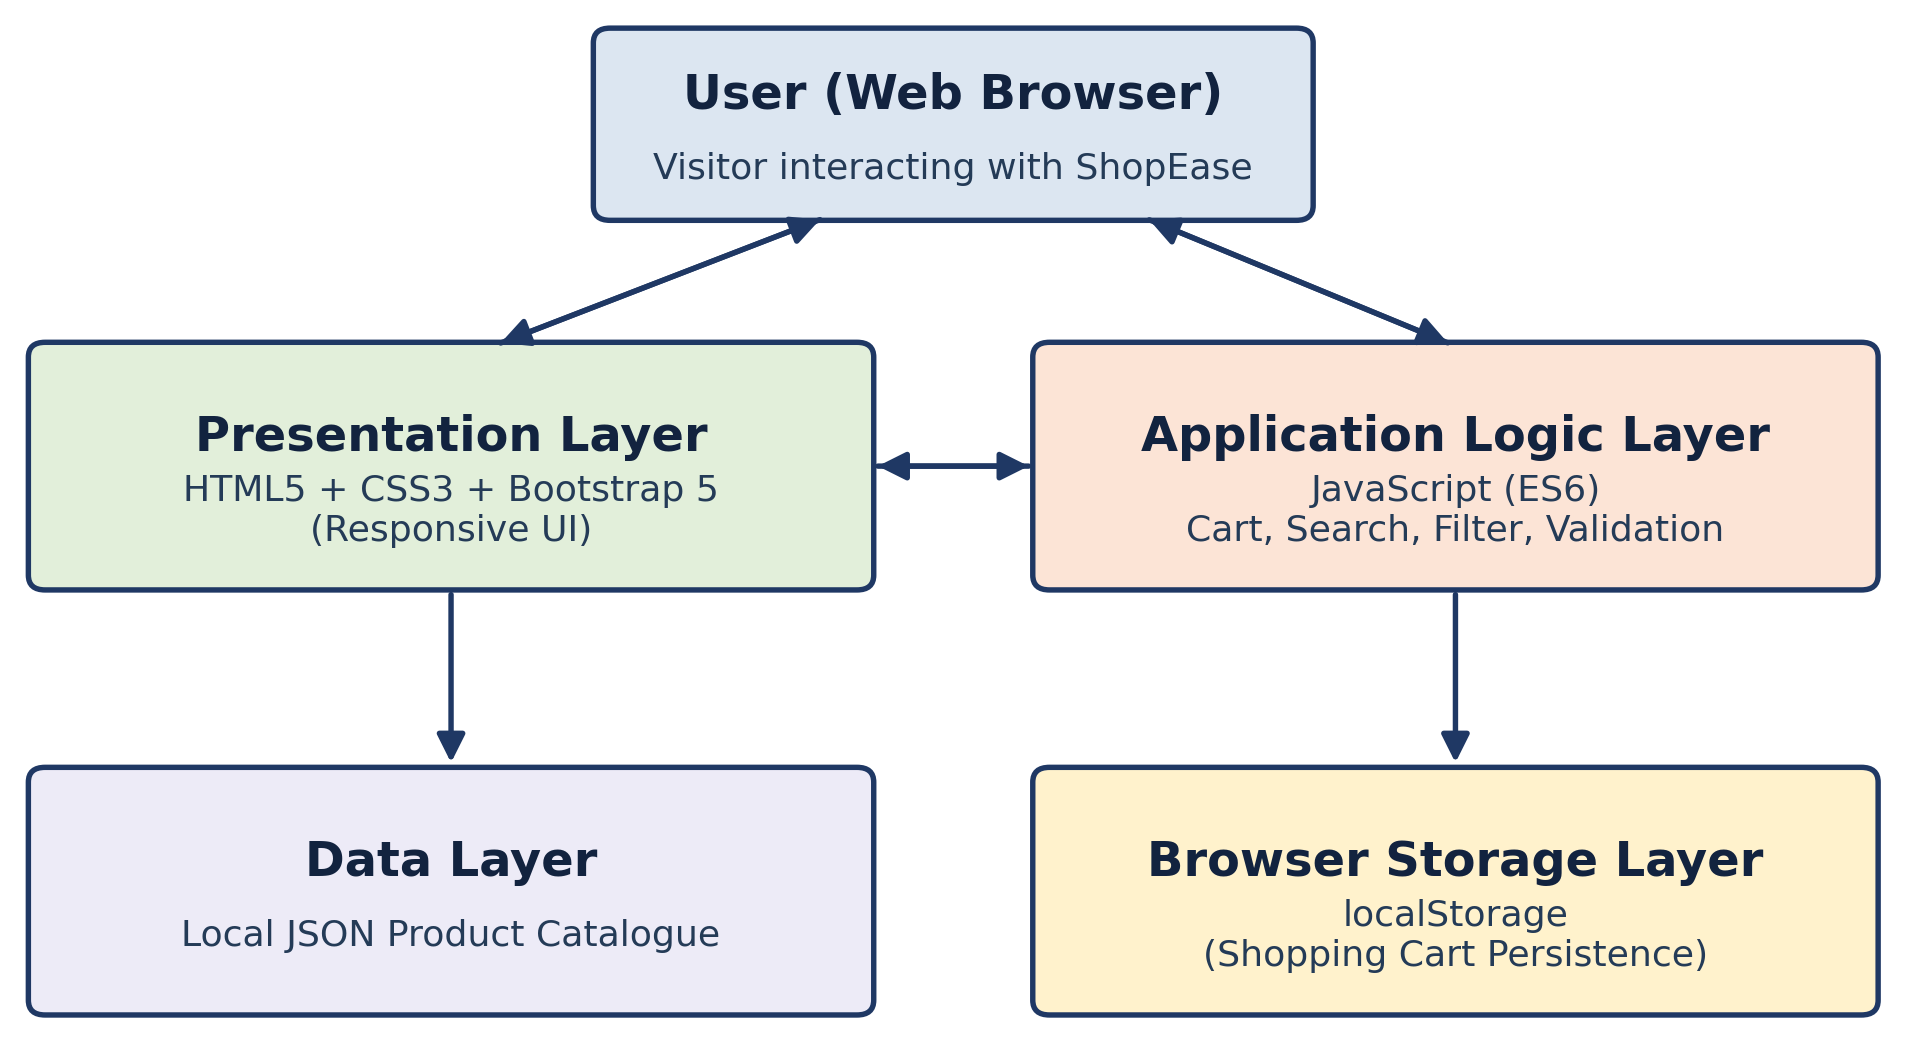 User (Web Browser)
Visitor interacting with ShopEase
Presentation Layer
HTML5 + CSS3 + Bootstrap 5
(Responsive UI)
Application Logic Layer
JavaScript (ES6)
Cart, Search, Filter, Validation
Data Layer
Local JSON Product Catalogue
Browser Storage Layer
localStorage
(Shopping Cart Persistence)